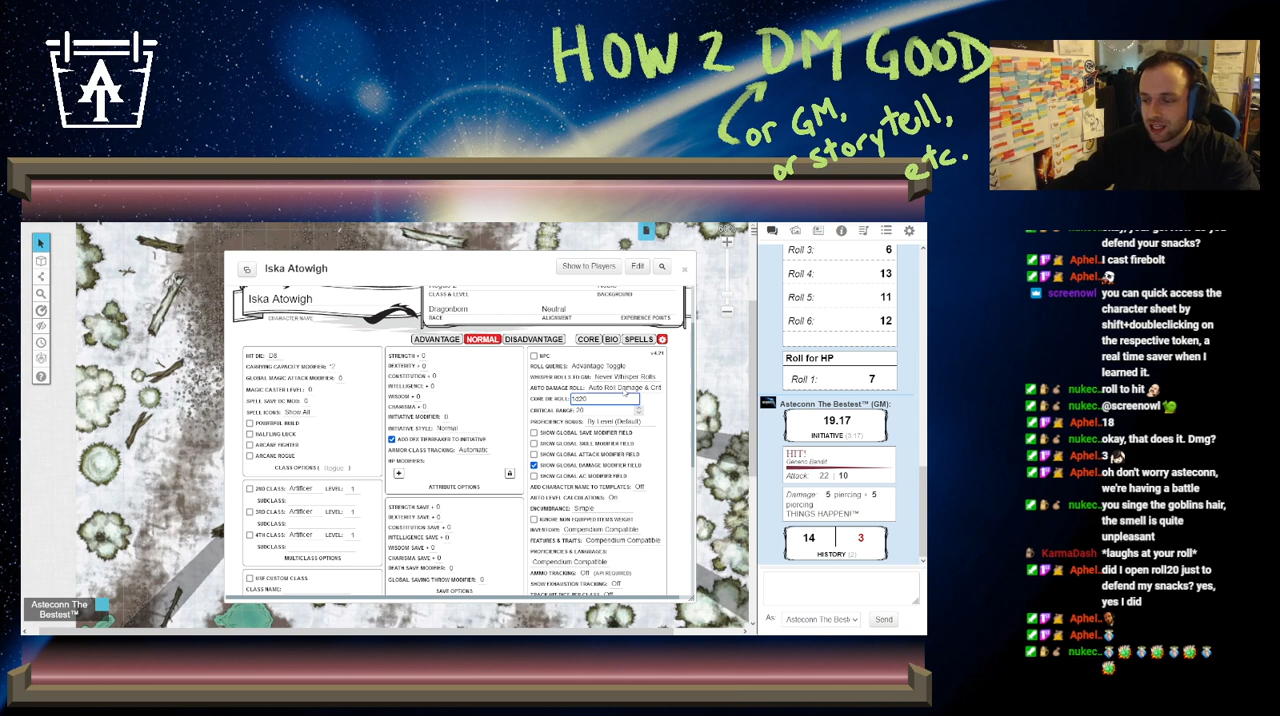 HOW 2 DM GOOD
or GM,
or storytell,
etc.
AT
Iska Atowigh
Show to Players
Edit
Iska Atowigh
CHARACTER NAME
CLASS & LEVEL
BACKGROUND
Dragonborn
Neutral
RACE
ALIGNMENT
EXPERIENCE POINTS
ADVANTAGE NORMAL DISADVANTAGE CORE BIO SPELLS
v4.21
HIT DIE: D8
CARRYING CAPACITY MODIFIER: *2
GLOBAL MAGIC ATTACK MODIFIER: 0
MAGIC CASTER LEVEL: 0
SPELL SAVE DC MOD: 0
SPELL ICONS: Show All
POWERFUL BUILD
HALFLING LUCK
ARCANE FIGHTER
ARCANE ROGUE
CLASS OPTIONS ( Rogue )
2ND CLASS: Artificer LEVEL: 1
SUBCLASS:
3RD CLASS: Artificer LEVEL: 1
SUBCLASS:
4TH CLASS: Artificer LEVEL: 1
SUBCLASS:
MULTICLASS OPTIONS
USE CUSTOM CLASS
CLASS NAME:
STRENGTH + 0
DEXTERITY + 0
CONSTITUTION + 0
INTELLIGENCE + 0
WISDOM + 0
CHARISMA + 0
INITIATIVE MODIFIER: 0
INITIATIVE STYLE: Normal
ADD DEX TIEBREAKER TO INITIATIVE
ARMOR CLASS TRACKING: Automatic
HP MODIFIERS:
ATTRIBUTE OPTIONS
STRENGTH SAVE + 0
DEXTERITY SAVE + 0
CONSTITUTION SAVE + 0
INTELLIGENCE SAVE + 0
WISDOM SAVE + 0
CHARISMA SAVE + 0
DEATH SAVE MODIFIER: 0
GLOBAL SAVING THROW MODIFIER: 0
SAVE OPTIONS
NPC
ROLL QUERIES: Advantage Toggle
WHISPER ROLLS TO GM: Never Whisper Rolls
AUTO DAMAGE ROLL: Auto Roll Damage & Crit
CORE DIE ROLL: 1d20
CRITICAL RANGE: 20
PROFICIENCY BONUS: By Level (Default)
SHOW GLOBAL SAVE MODIFIER FIELD
SHOW GLOBAL SKILL MODIFIER FIELD
SHOW GLOBAL ATTACK MODIFIER FIELD
SHOW GLOBAL DAMAGE MODIFIER FIELD
SHOW GLOBAL AC MODIFIER FIELD
ADD CHARACTER NAME TO TEMPLATES: Off
AUTO LEVEL CALCULATIONS: On
ENCUMBRANCE: Simple
IGNORE NON EQUIPPED ITEMS WEIGHT
INVENTORY: Compendium Compatible
FEATURES & TRAITS: Compendium Compatible
PROFICIENCIES & LANGUAGES:
Compendium Compatible
AMMO TRACKING: Off (API REQUIRED)
SHOW EXHAUSTION TRACKING: Off
Asteconn The
Bestest™
Roll 3: 6
Roll 4: 13
Roll 5: 11
Roll 6: 12
Roll for HP
Roll 1: 7
Asteconn The Bestest™ (GM):
19.17
INITIATIVE (3.17)
HIT!
Generic Bandit
Attack: 22 | 10
Damage: 5 piercing + 5
piercing
THINGS HAPPEN!™
14 | 3
HISTORY (2)
As: Asteconn The Best
Send
defend your snacks?
Aphel.. I cast firebolt
Aphel..
screenowl you can quick access the
character sheet by
shift+doubleclicking on
the respective token, a
real time saver when I
learned it.
nukec.. roll to hit
nukec.. @screenowl
Aphel.. 18
nukec.. okay, that does it. Dmg?
Aphel.. 3
Aphel.. oh don't worry asteconn,
we're having a battle
nukec.. you singe the goblins hair,
the smell is quite
unpleasant
KarmaDash *laughs at your roll*
Aphel.. did I open roll20 just to
defend my snacks? yes,
yes I did
Aphel..
Aphel..
nukec..